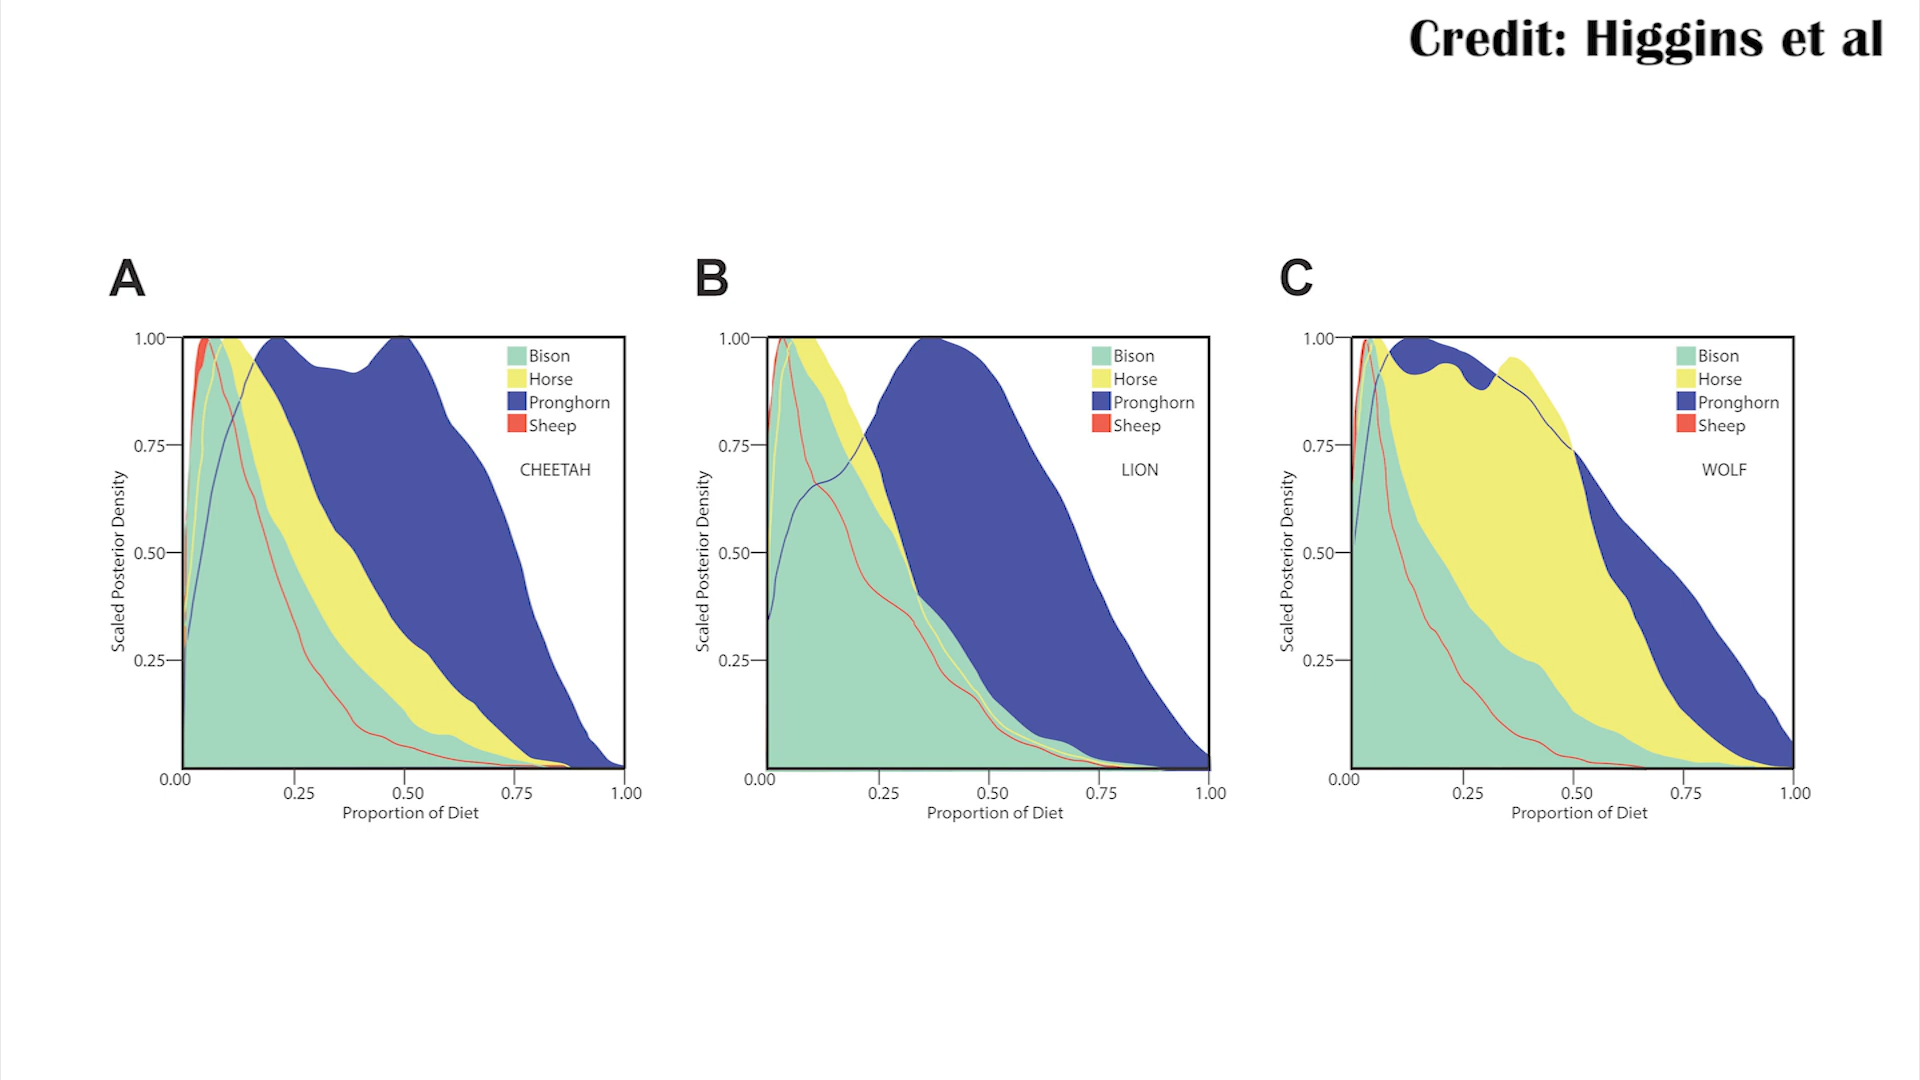 Credit: Higgins et al
A
1.00
0.75
0.50
0.25
0.00
0.25
0.50
0.75
1.00
Scaled Posterior Density
Proportion of Diet
Bison
Horse
Pronghorn
Sheep
CHEETAH
B
1.00
0.75
0.50
0.25
0.00
0.25
0.50
0.75
1.00
Scaled Posterior Density
Proportion of Diet
Bison
Horse
Pronghorn
Sheep
LION
C
1.00
0.75
0.50
0.25
0.00
0.25
0.50
0.75
1.00
Scaled Posterior Density
Proportion of Diet
Bison
Horse
Pronghorn
Sheep
WOLF